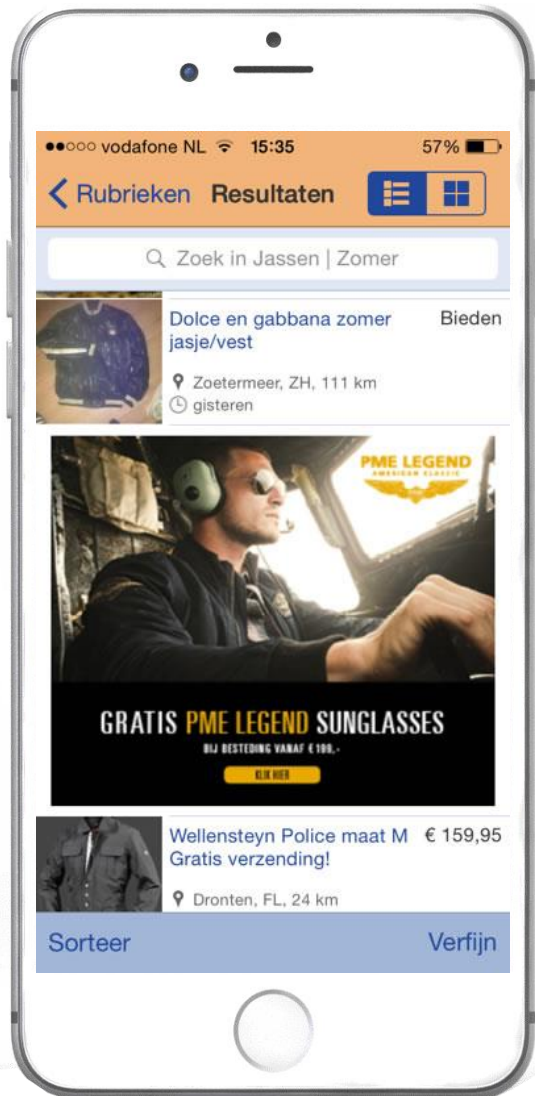 vodafone NL 15:35 57%
Rubrieken Resultaten
Zoek in Jassen | Zomer
Dolce en gabbana zomer Bieden
jasje/vest
Zoetermeer, ZH, 111 km
gisteren
PME LEGEND
AMERICAN CLASSIC
GRATIS PME LEGEND SUNGLASSES
BIJ BESTEDING VANAF € 199,-
KLIK HIER
Wellensteyn Police maat M € 159,95
Gratis verzending!
Dronten, FL, 24 km
Sorteer Verfijn